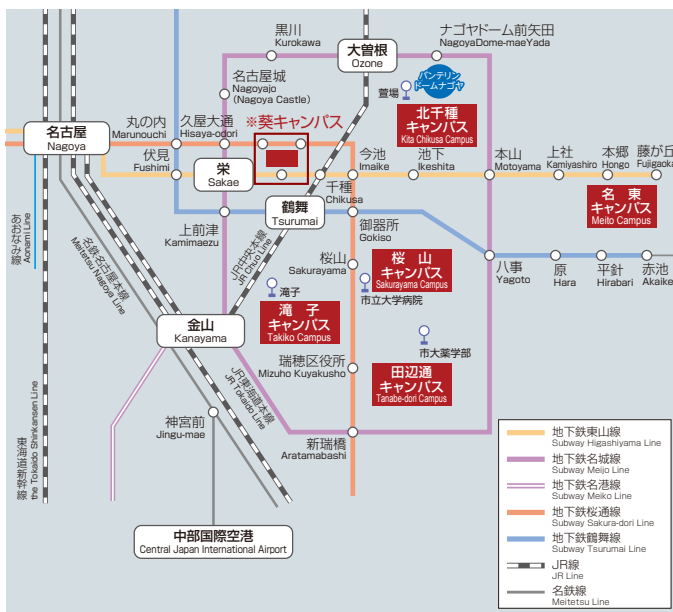 黒川
Kurokawa
大曽根
Ozone
ナゴヤドーム前矢田
NagoyaDome-maeYada
名古屋城
Nagoyajo
(Nagoya Castle)
萱場
バンテリン
ドームナゴヤ
北千種
キャンパス
Kita Chikusa Campus
名古屋
Nagoya
丸の内
Marunouchi
久屋大通
Hisaya-odori
※葵キャンパス
伏見
Fushimi
栄
Sakae
千種
Chikusa
今池
Imaike
池下
Ikeshita
本山
Motoyama
上社
Kamiyashiro
本郷
Hongo
藤が丘
Fujigaoka
名 東
キャンパス
Meito Campus
あおなみ線
Aonami Line
名鉄名古屋本線
Meitetsu Nagoya Line
上前津
Kamimaezu
鶴舞
Tsurumai
JR中央本線
JR Chuo Line
御器所
Gokiso
桜山
Sakurayama
桜 山
キャンパス
Sakurayama Campus
市立大学病院
八事
Yagoto
原
Hara
平針
Hirabari
赤池
Akaike
滝子
滝 子
キャンパス
Takiko Campus
金山
Kanayama
市大薬学部
田辺通
キャンパス
Tanabe-dori Campus
瑞穂区役所
Mizuho Kuyakusho
JR東海道本線
JR Tokaido Line
神宮前
Jingu-mae
新瑞橋
Aratamabashi
東海道新幹線
the Tokaido Shinkansen Line
中部国際空港
Central Japan International Airport
地下鉄東山線
Subway Higashiyama Line
地下鉄名城線
Subway Meijo Line
地下鉄名港線
Subway Meiko Line
地下鉄桜通線
Subway Sakura-dori Line
地下鉄鶴舞線
Subway Tsurumai Line
JR線
JR Line
名鉄線
Meitetsu Line